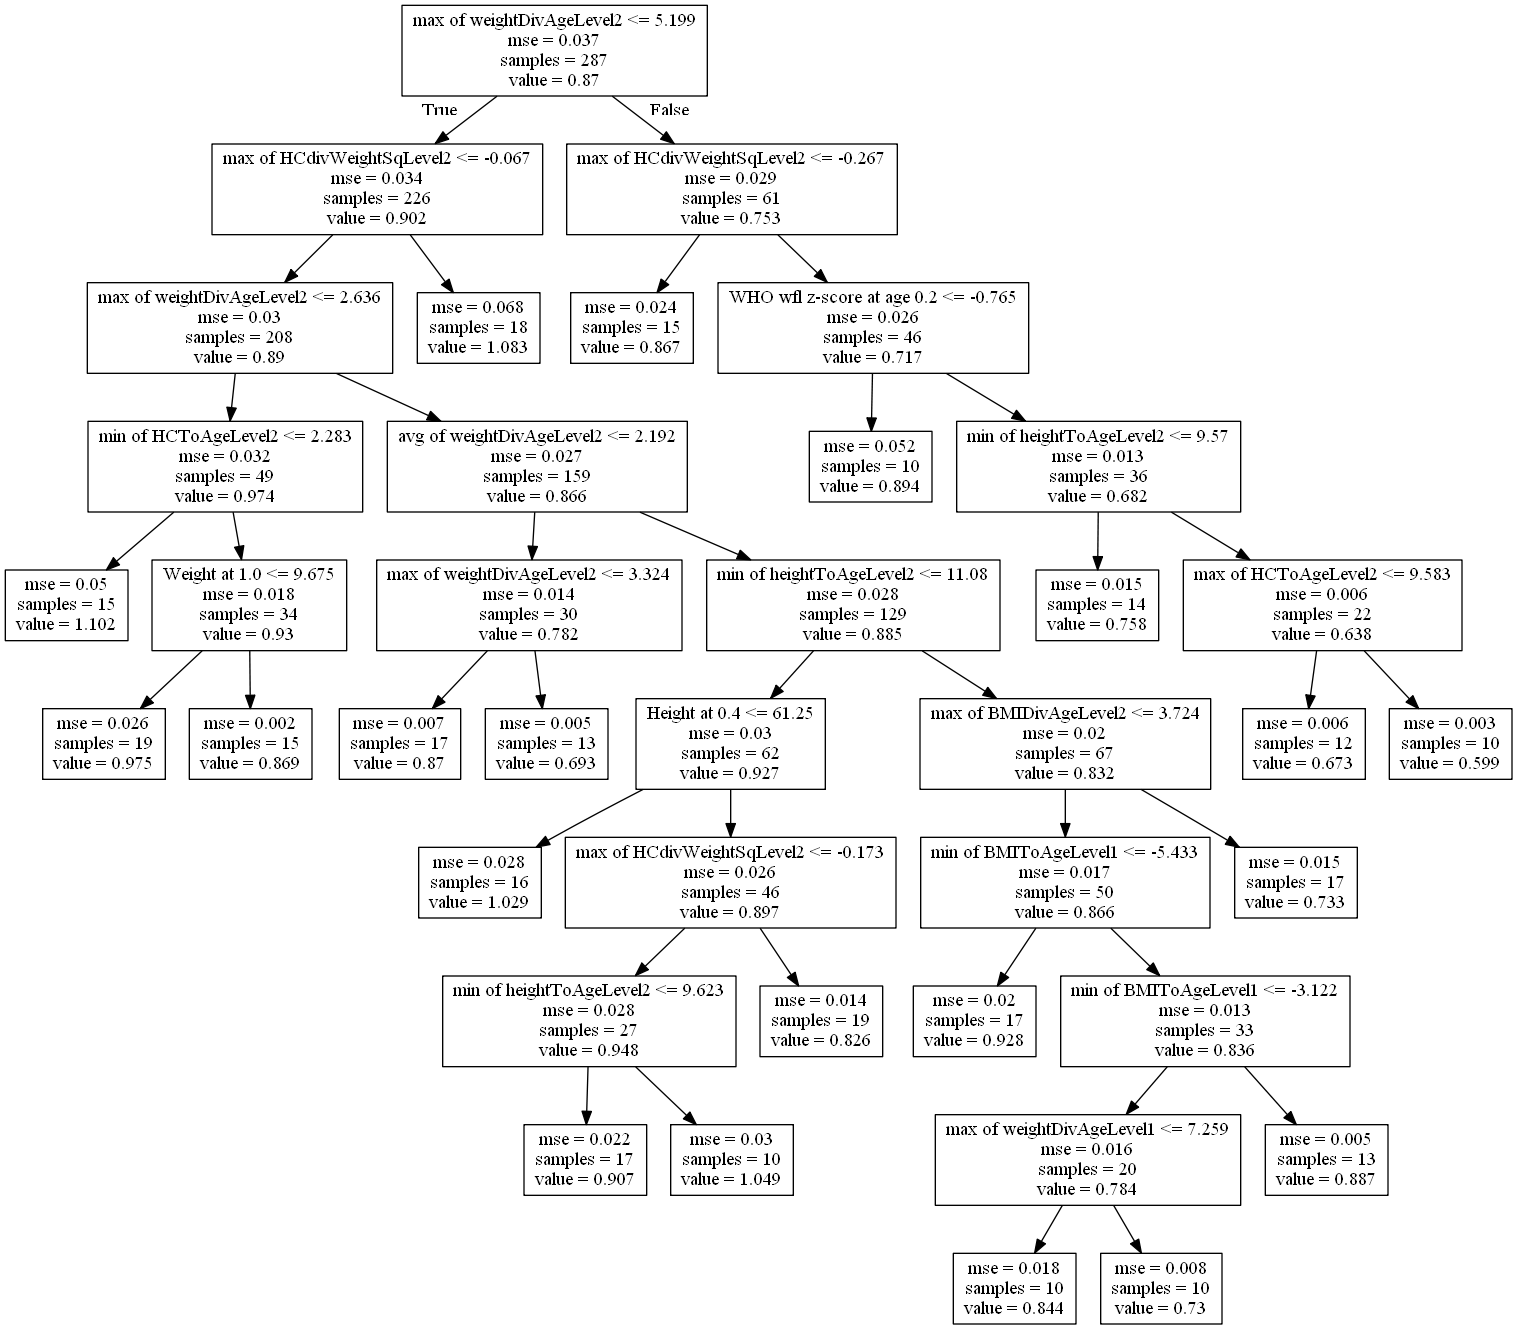 max of weightDivAgeLevel2 <= 5.199
mse = 0.037
samples = 287
value = 0.87
True
False
max of HCdivWeightSqLevel2 <= -0.067
mse = 0.034
samples = 226
value = 0.902
max of HCdivWeightSqLevel2 <= -0.267
mse = 0.029
samples = 61
value = 0.753
max of weightDivAgeLevel2 <= 2.636
mse = 0.03
samples = 208
value = 0.89
mse = 0.068
samples = 18
value = 1.083
mse = 0.024
samples = 15
value = 0.867
WHO wfl z-score at age 0.2 <= -0.765
mse = 0.026
samples = 46
value = 0.717
min of HCToAgeLevel2 <= 2.283
mse = 0.032
samples = 49
value = 0.974
avg of weightDivAgeLevel2 <= 2.192
mse = 0.027
samples = 159
value = 0.866
mse = 0.052
samples = 10
value = 0.894
min of heightToAgeLevel2 <= 9.57
mse = 0.013
samples = 36
value = 0.682
mse = 0.05
samples = 15
value = 1.102
Weight at 1.0 <= 9.675
mse = 0.018
samples = 34
value = 0.93
max of weightDivAgeLevel2 <= 3.324
mse = 0.014
samples = 30
value = 0.782
min of heightToAgeLevel2 <= 11.08
mse = 0.028
samples = 129
value = 0.885
mse = 0.015
samples = 14
value = 0.758
max of HCToAgeLevel2 <= 9.583
mse = 0.006
samples = 22
value = 0.638
mse = 0.026
samples = 19
value = 0.975
mse = 0.002
samples = 15
value = 0.869
mse = 0.007
samples = 17
value = 0.87
mse = 0.005
samples = 13
value = 0.693
Height at 0.4 <= 61.25
mse = 0.03
samples = 62
value = 0.927
max of BMIDivAgeLevel2 <= 3.724
mse = 0.02
samples = 67
value = 0.832
mse = 0.006
samples = 12
value = 0.673
mse = 0.003
samples = 10
value = 0.599
mse = 0.028
samples = 16
value = 1.029
max of HCdivWeightSqLevel2 <= -0.173
mse = 0.026
samples = 46
value = 0.897
min of BMIToAgeLevel1 <= -5.433
mse = 0.017
samples = 50
value = 0.866
mse = 0.015
samples = 17
value = 0.733
min of heightToAgeLevel2 <= 9.623
mse = 0.028
samples = 27
value = 0.948
mse = 0.014
samples = 19
value = 0.826
mse = 0.02
samples = 17
value = 0.928
min of BMIToAgeLevel1 <= -3.122
mse = 0.013
samples = 33
value = 0.836
mse = 0.022
samples = 17
value = 0.907
mse = 0.03
samples = 10
value = 1.049
max of weightDivAgeLevel1 <= 7.259
mse = 0.016
samples = 20
value = 0.784
mse = 0.005
samples = 13
value = 0.887
mse = 0.018
samples = 10
value = 0.844
mse = 0.008
samples = 10
value = 0.73